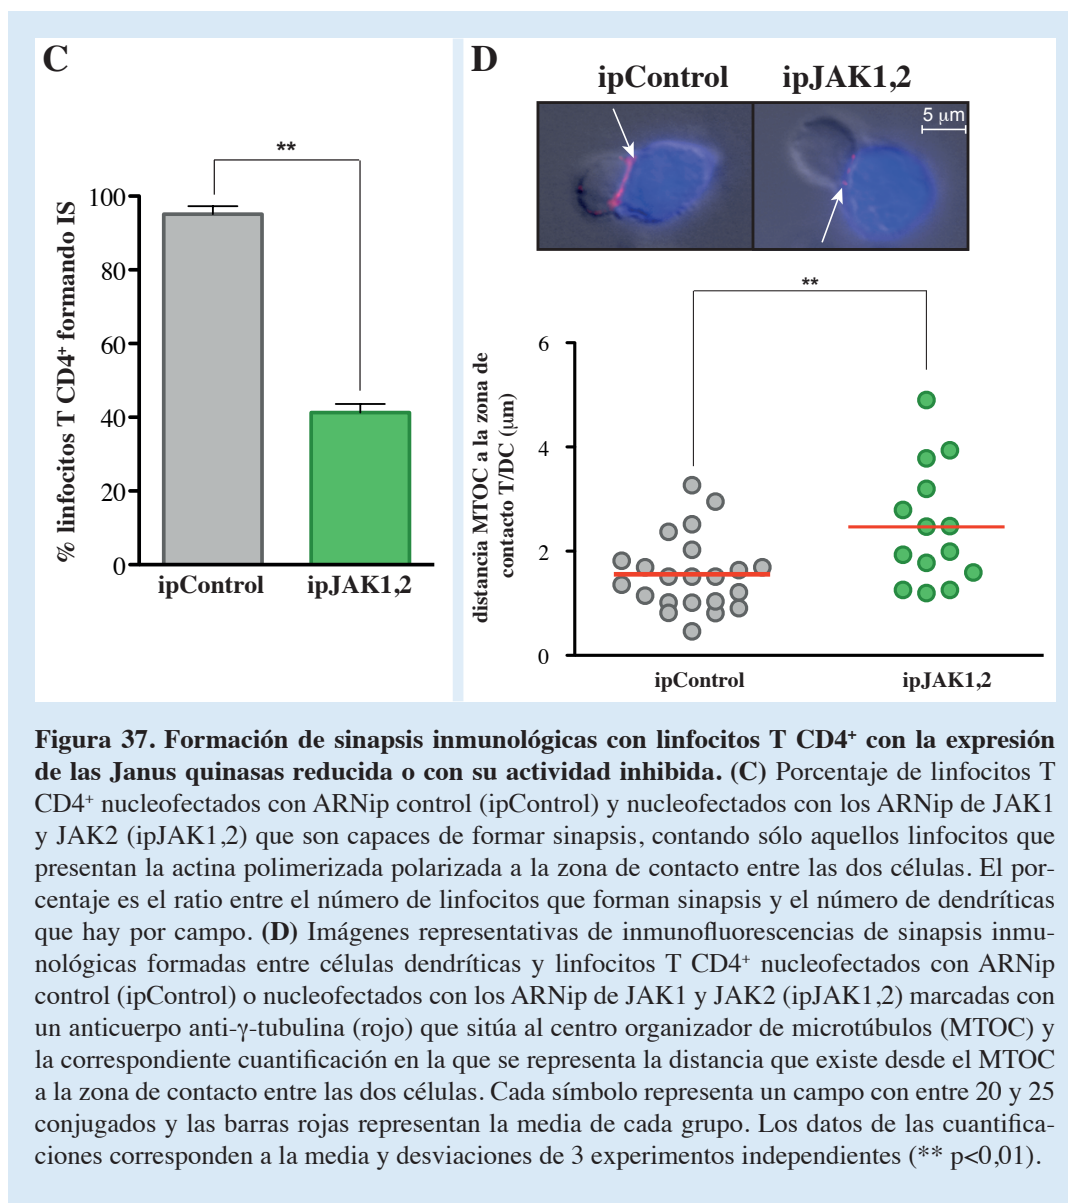 C
**
% linfocitos T CD4+ formando IS
100
80
60
40
20
0
ipControl
ipJAK1,2
D
ipControl
ipJAK1,2
5 μm
**
distancia MTOC a la zona de
contacto T/DC (μm)
6
4
2
0
ipControl
ipJAK1,2
Figura 37. Formación de sinapsis inmunológicas con linfocitos T CD4+ con la expresión
de las Janus quinasas reducida o con su actividad inhibida. (C) Porcentaje de linfocitos T
CD4+ nucleofectados con ARNip control (ipControl) y nucleofectados con los ARNip de JAK1
y JAK2 (ipJAK1,2) que son capaces de formar sinapsis, contando sólo aquellos linfocitos que
presentan la actina polimerizada polarizada a la zona de contacto entre las dos células. El por-
centaje es el ratio entre el número de linfocitos que forman sinapsis y el número de dendríticas
que hay por campo. (D) Imágenes representativas de inmunofluorescencias de sinapsis inmu-
nológicas formadas entre células dendríticas y linfocitos T CD4+ nucleofectados con ARNip
control (ipControl) o nucleofectados con los ARNip de JAK1 y JAK2 (ipJAK1,2) marcadas con
un anticuerpo anti-γ-tubulina (rojo) que sitúa al centro organizador de microtúbulos (MTOC) y
la correspondiente cuantificación en la que se representa la distancia que existe desde el MTOC
a la zona de contacto entre las dos células. Cada símbolo representa un campo con entre 20 y 25
conjugados y las barras rojas representan la media de cada grupo. Los datos de las cuantifica-
ciones corresponden a la media y desviaciones de 3 experimentos independientes (** p<0,01).